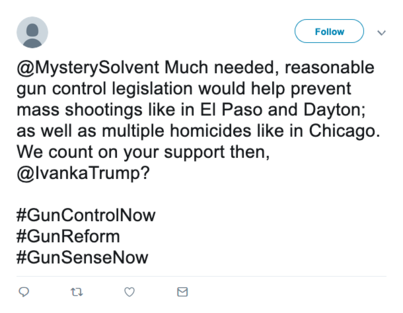 Follow
@MysterySolvent Much needed, reasonable
gun control legislation would help prevent
mass shootings like in El Paso and Dayton;
as well as multiple homicides like in Chicago.
We count on your support then,
@IvankaTrump?
#GunControlNow
#GunReform
#GunSenseNow